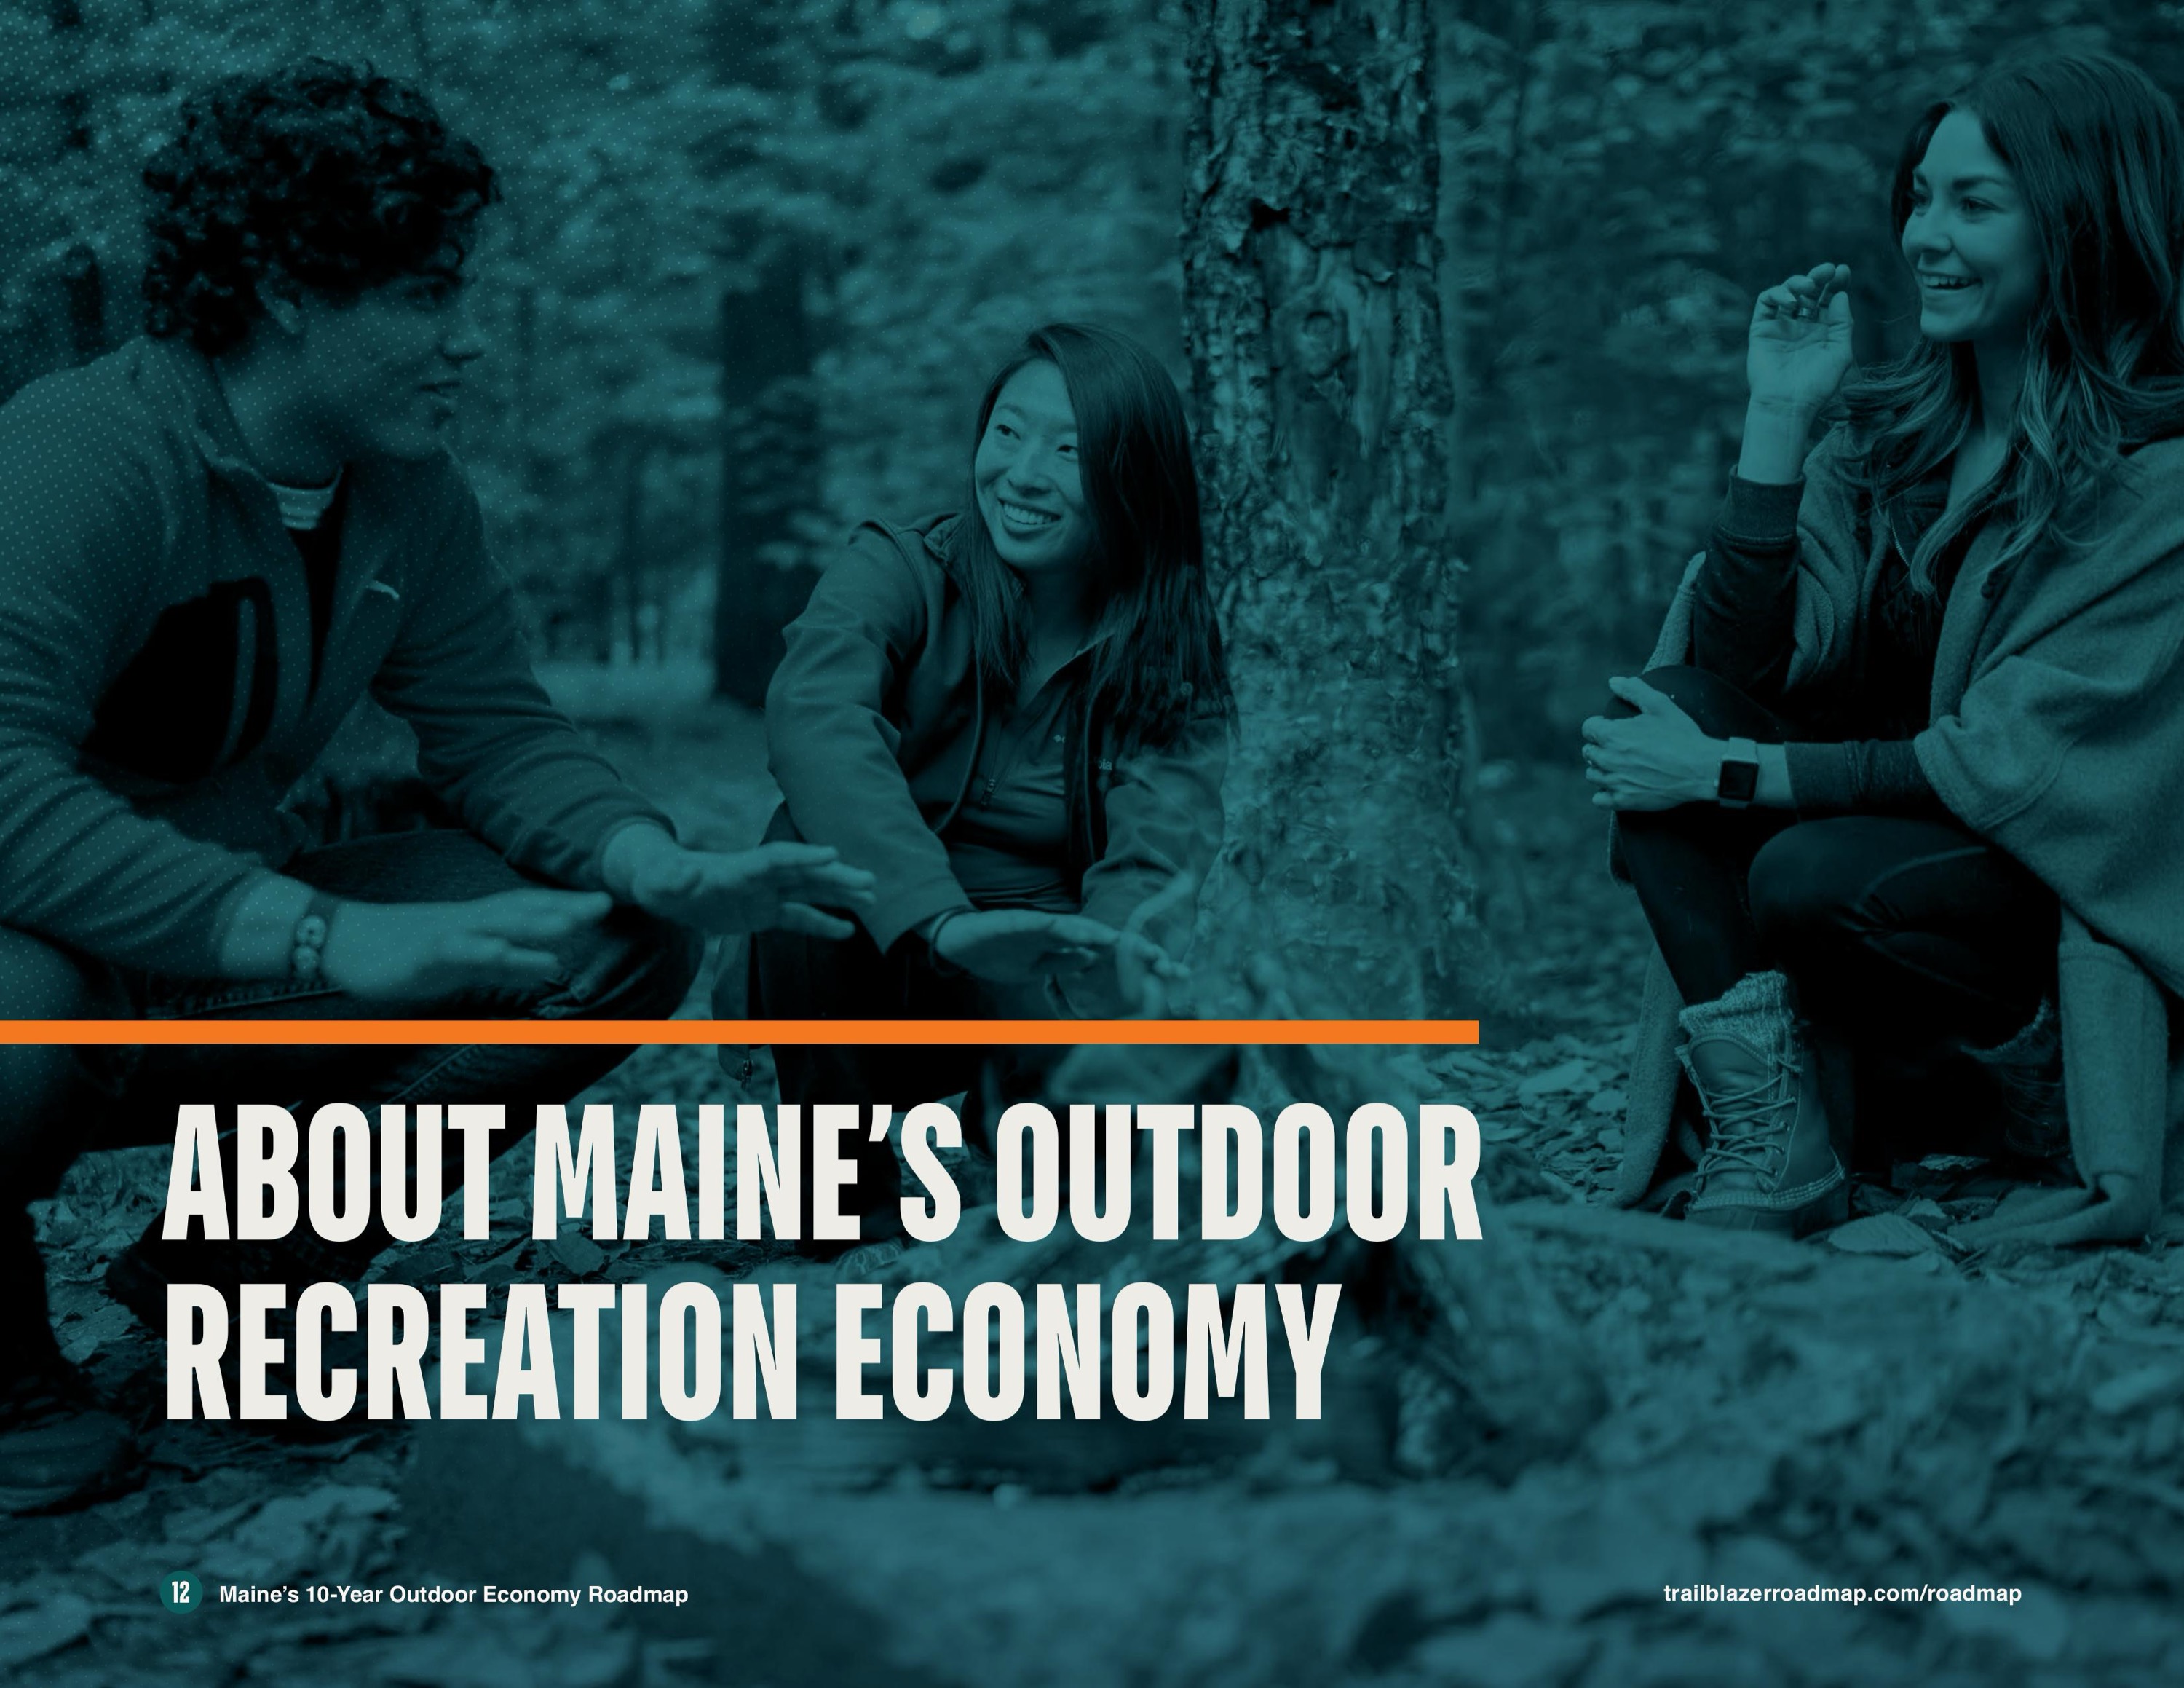 ABOUT MAINE’S OUTDOOR
RECREATION ECONOMY
12 Maine’s 10-Year Outdoor Economy Roadmap
trailblazerroadmap.com/roadmap